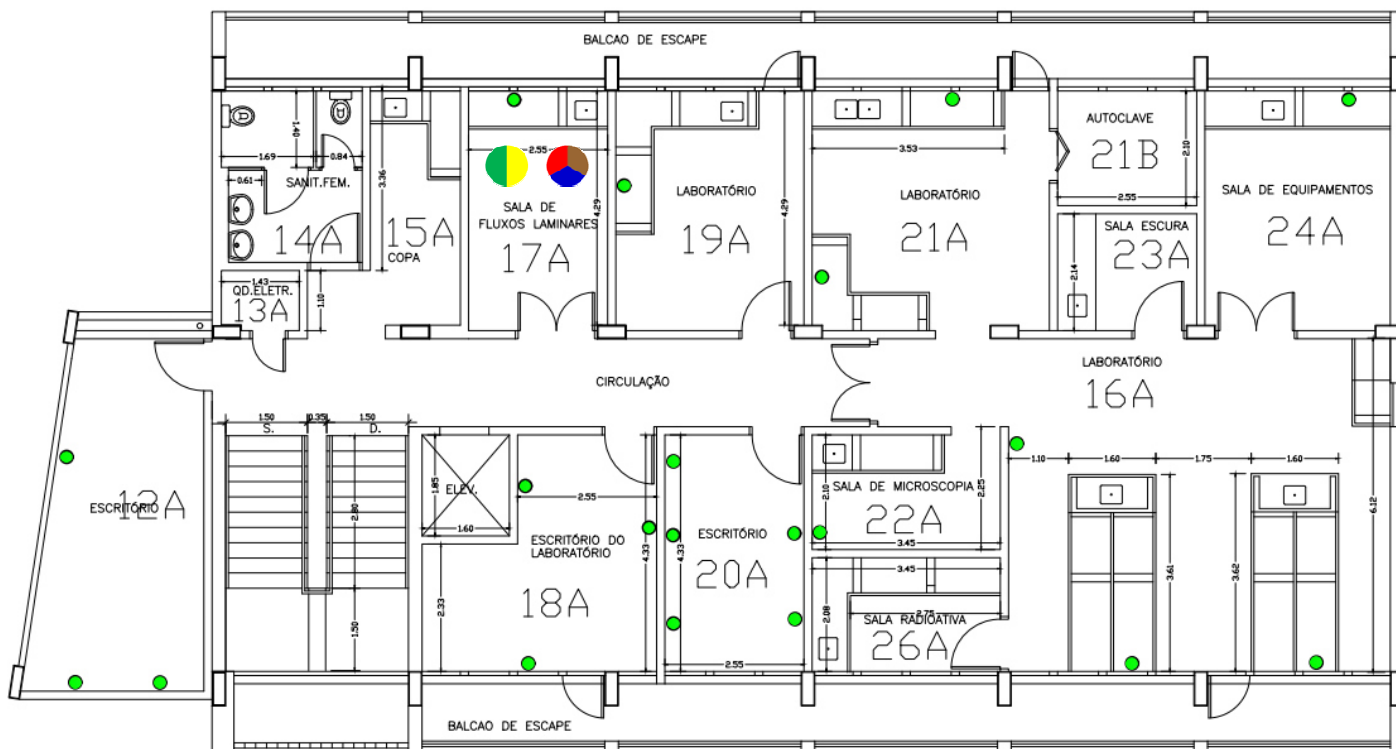 BALCAO DE ESCAPE
1.40
1.69
0.84
0.61
SANIT.FEM.
14A
3.36
15A
COPA
1.43
QD.ELETR.
13A
1.10
2.55
SALA DE
FLUXOS LAMINARES
17A
4.29
LABORATÓRIO
19A
4.29
3.53
LABORATÓRIO
21A
AUTOCLAVE
21B
2.10
2.55
SALA ESCURA
23A
2.14
SALA DE EQUIPAMENTOS
24A
CIRCULAÇÃO
LABORATÓRIO
16A
ESCRITÓRIO
12A
1.50
0.35
1.50
S.
D.
2.80
1.50
ELEV.
1.85
1.60
2.55
ESCRITÓRIO DO
LABORATÓRIO
18A
2.33
4.33
ESCRITÓRIO
20A
4.33
2.55
SALA DE MICROSCOPIA
22A
2.10
2.25
3.45
3.45
2.75
SALA RADIOATIVA
26A
2.08
1.10
1.60
1.75
1.60
3.61
3.62
6.12
BALCAO DE ESCAPE